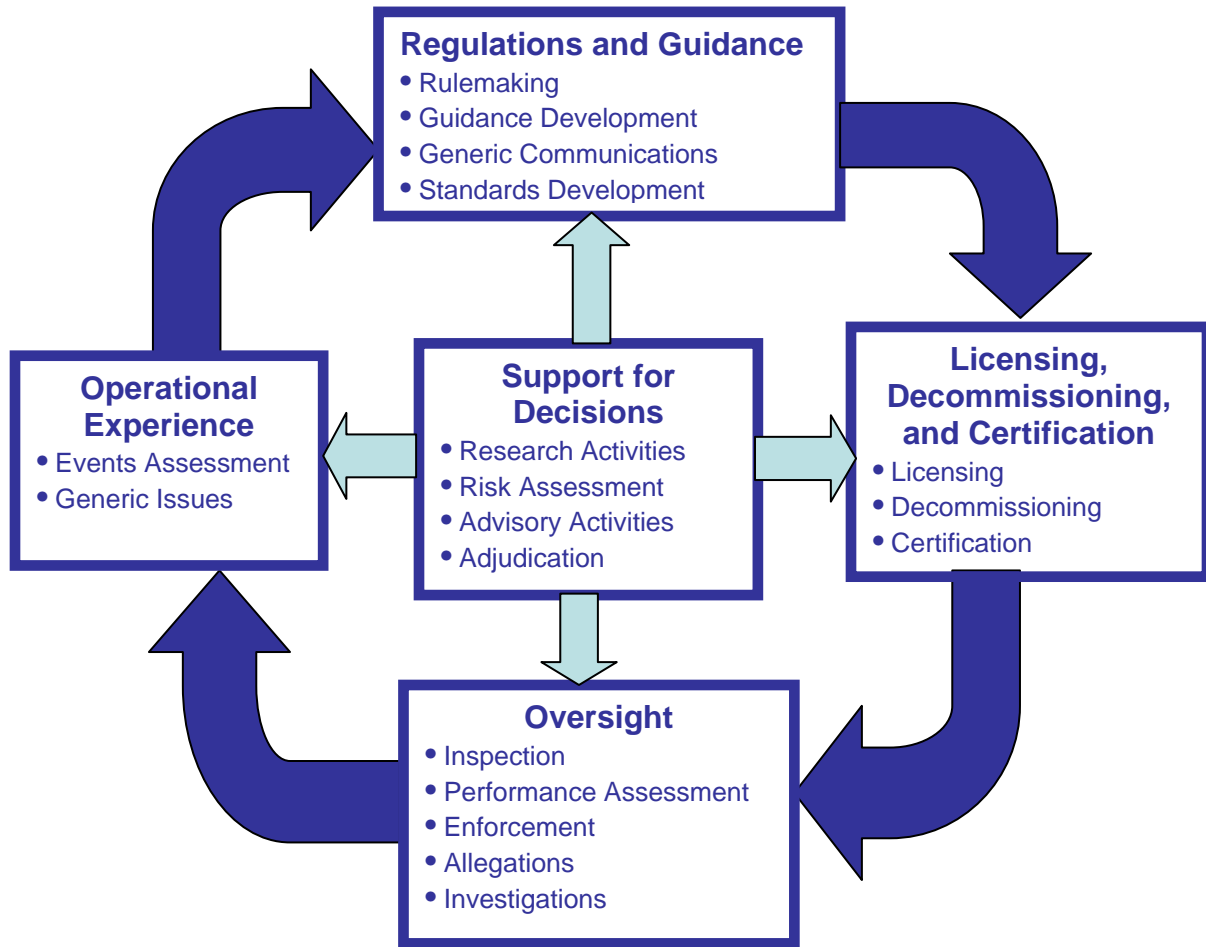 Regulations and Guidance
• Rulemaking
• Guidance Development
• Generic Communications
• Standards Development
Operational
Experience
• Events Assessment
• Generic Issues
Support for
Decisions
• Research Activities
• Risk Assessment
• Advisory Activities
• Adjudication
Licensing,
Decommissioning,
and Certification
• Licensing
• Decommissioning
• Certification
Oversight
• Inspection
• Performance Assessment
• Enforcement
• Allegations
• Investigations